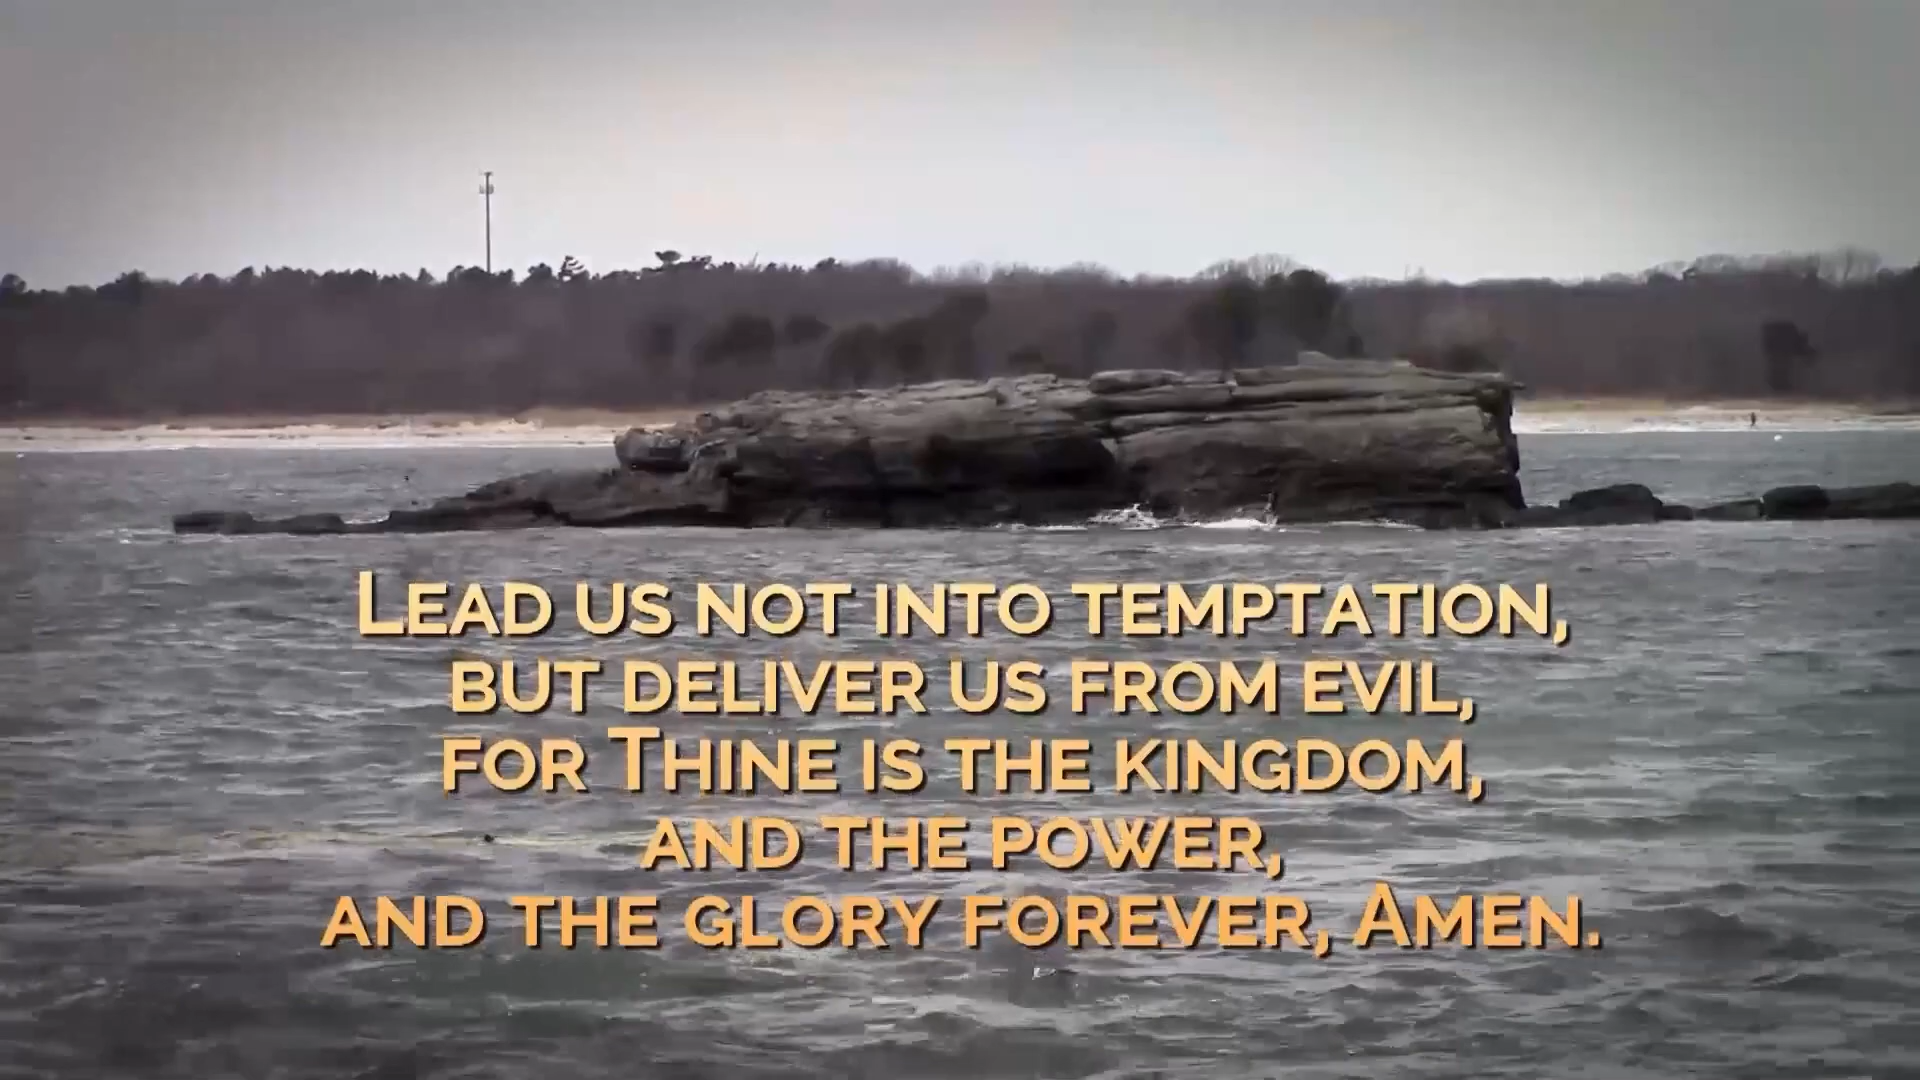 Lead us not into temptation,
but deliver us from evil,
for Thine is the kingdom,
and the power,
and the glory forever, Amen.